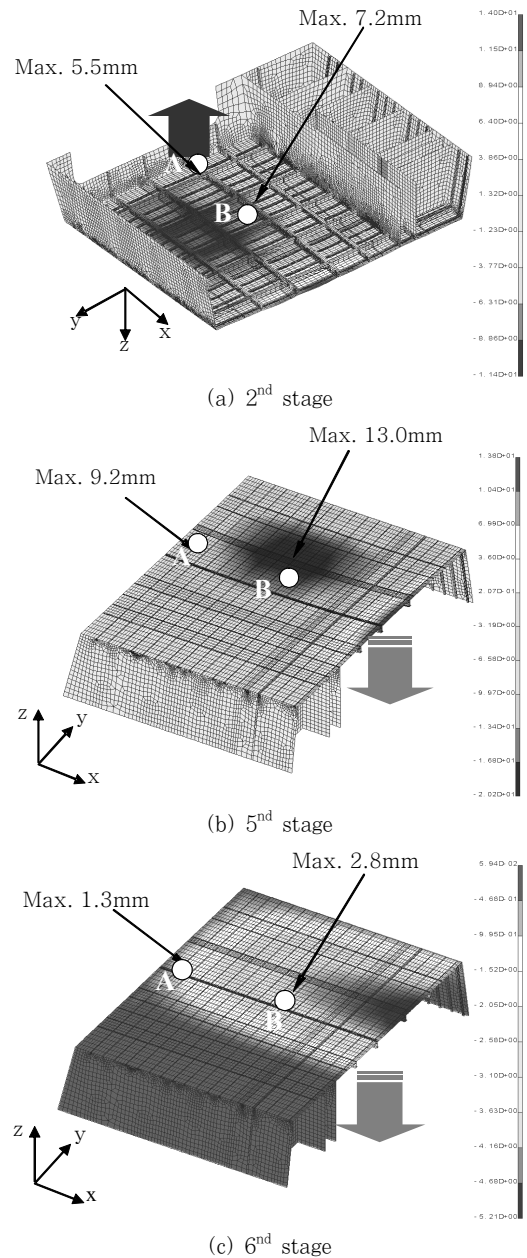 Max. 7.2mm
Max. 5.5mm
A
B
y
z
x
1.40D+01
1.15D+01
8.94D+00
6.40D+00
3.86D+00
1.32D+00
-1.23D+00
-3.77D+00
-6.31D+00
-8.86D+00
-1.14D+01
(a) 2nd stage
Max. 13.0mm
Max. 9.2mm
A
B
z
y
x
1.38D+01
1.04D+01
6.99D+00
3.60D+00
2.07D-01
-3.19D+00
-6.58D+00
-9.97D+00
-1.34D+01
-1.68D+01
-2.02D+01
(b) 5nd stage
Max. 2.8mm
Max. 1.3mm
A
B
z
y
x
5.94D-02
-4.68D-01
-9.95D-01
-1.52D+00
-2.05D+00
-2.58D+00
-3.10D+00
-3.63D+00
-4.16D+00
-4.68D+00
-5.21D+00
(c) 6nd stage